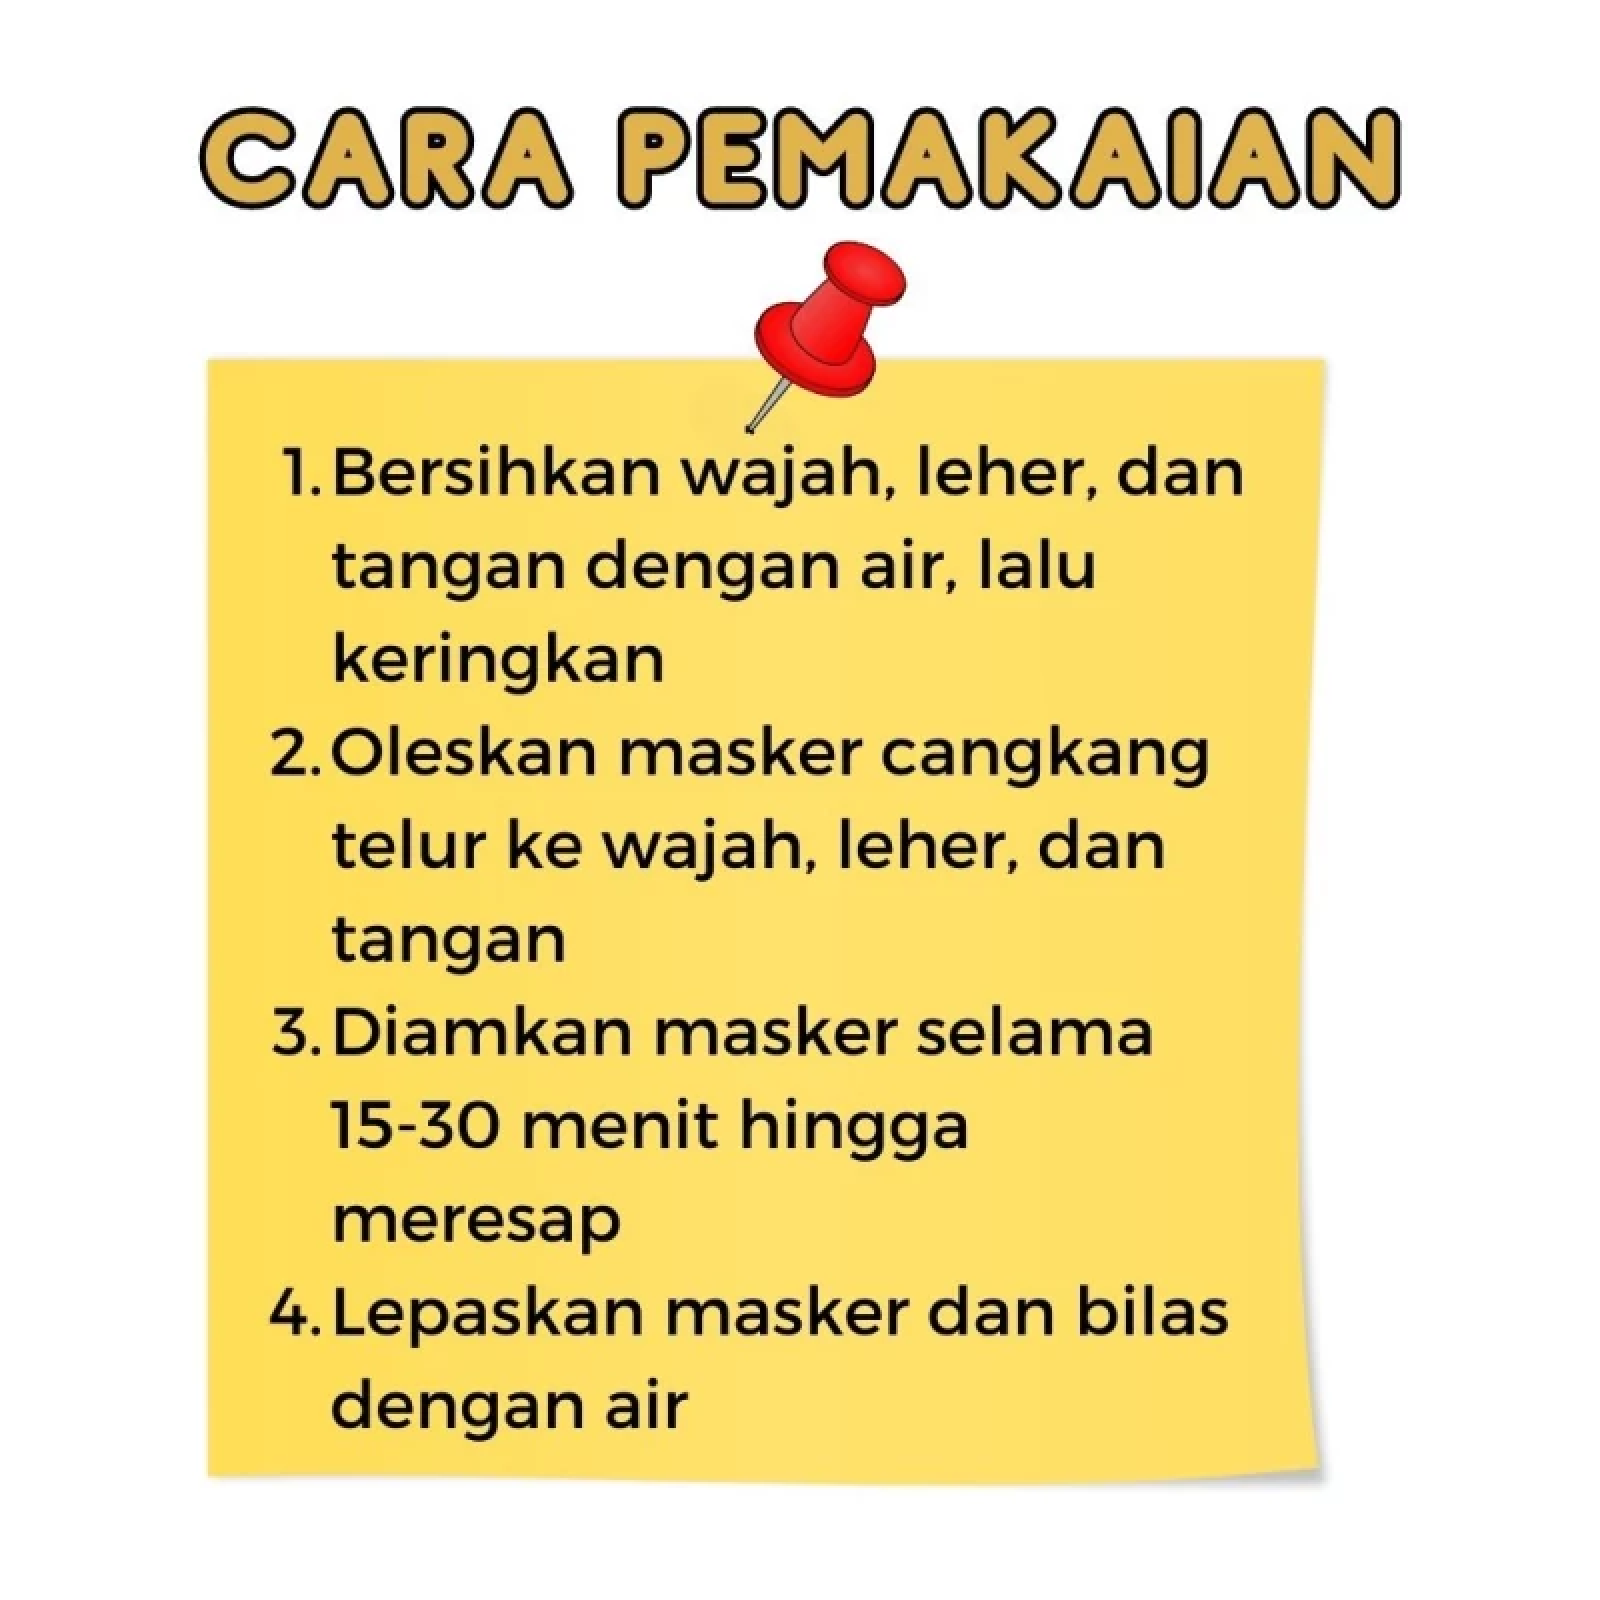 CARA PEMAKAIAN
1. Bersihkan wajah, leher, dan
tangan dengan air, lalu
keringkan
2. Oleskan masker cangkang
telur ke wajah, leher, dan
tangan
3. Diamkan masker selama
15-30 menit hingga
meresap
4. Lepaskan masker dan bilas
dengan air